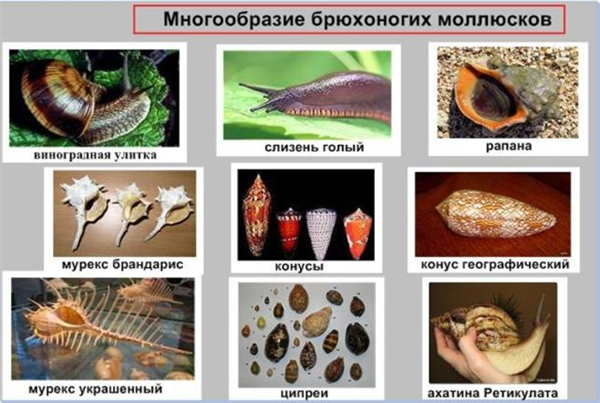 Многообразие брюхоногих моллюсков
виноградная улитка
слизень голый
рапана
мурекс брандарис
конусы
конус географический
мурекс украшенный
ципреи
ахатина Ретикулата